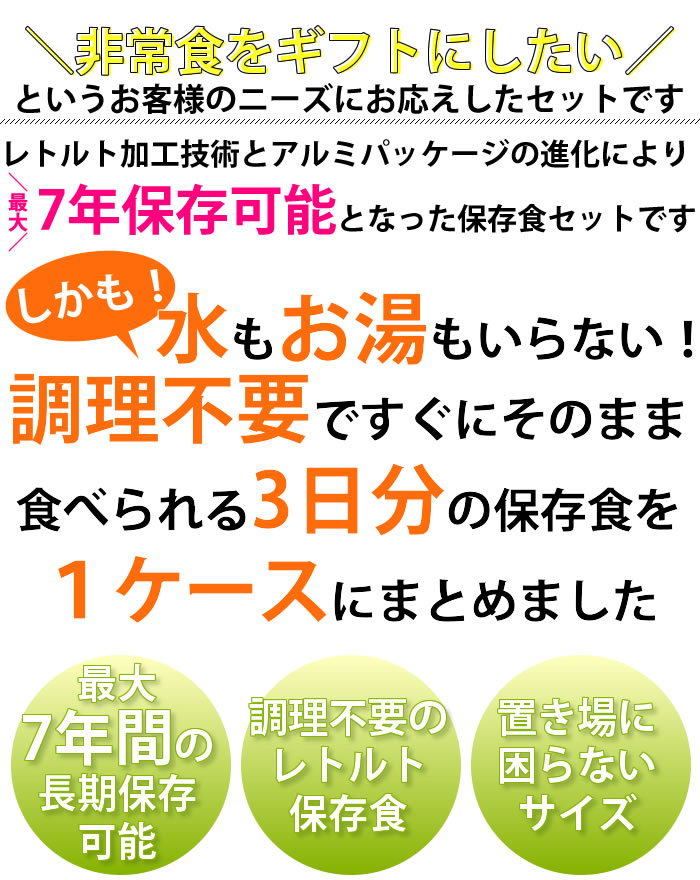 ＼非常食をギフトにしたい／
というお客様のニーズにお応えしたセットです
レトルト加工技術とアルミパッケージの進化により
＼最大／7年保存可能となった保存食セットです
しかも！
水もお湯もいらない！
調理不要ですぐにそのまま
食べられる3日分の保存食を
１ケースにまとめました
最大
7年間の
長期保存
可能
調理不要の
レトルト
保存食
置き場に
困らない
サイズ